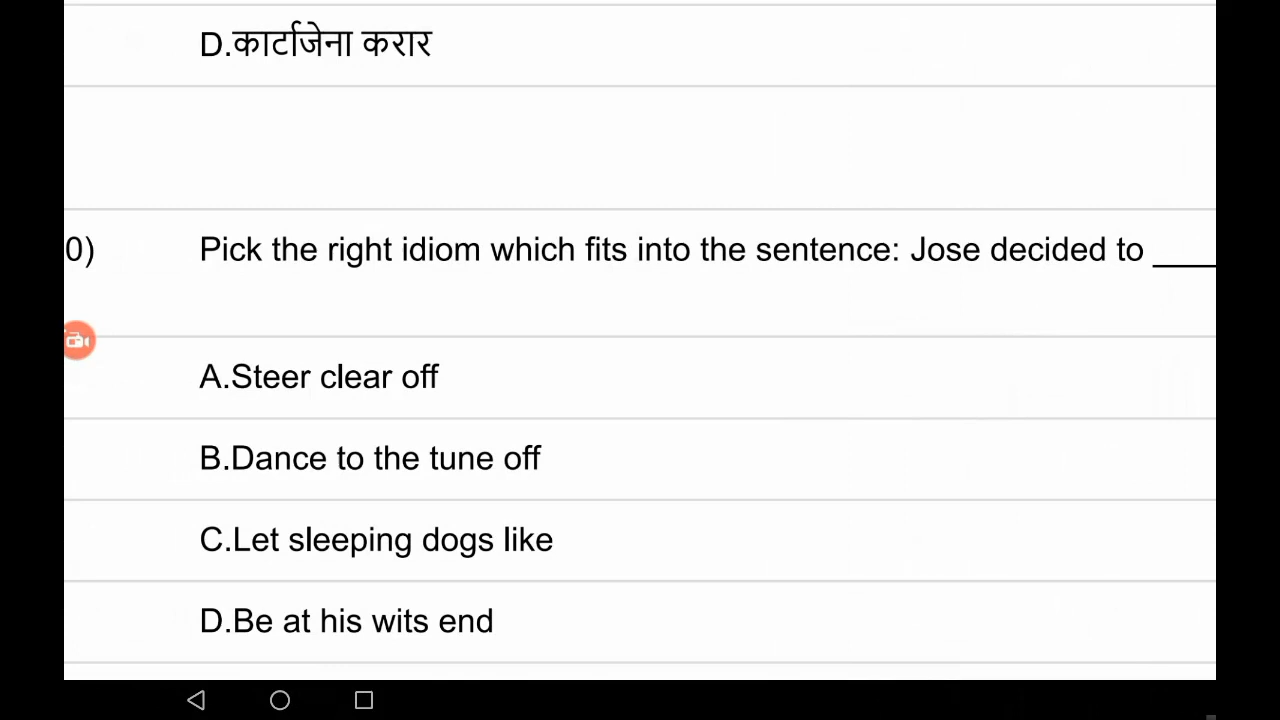 D.कार्टाजेना करार
0) Pick the right idiom which fits into the sentence: Jose decided to ____
A.Steer clear off
B.Dance to the tune off
C.Let sleeping dogs like
D.Be at his wits end